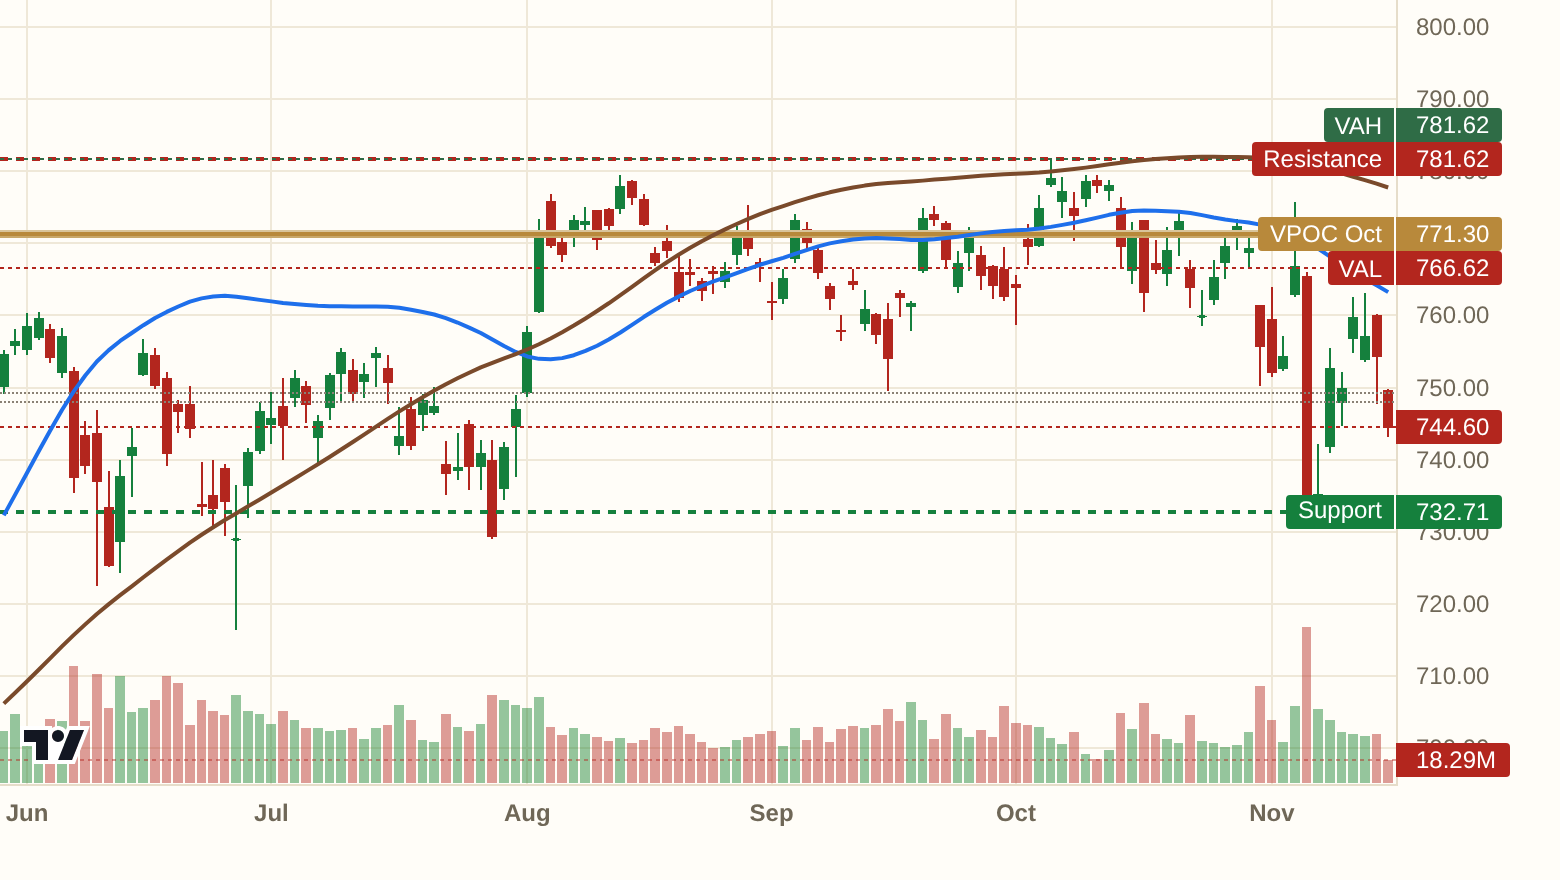 800.00
790.00
VAH 781.62
Resistance 781.62
VPOC Oct 771.30
VAL 766.62
760.00
750.00
744.60
740.00
Support 732.71
730.00
720.00
710.00
18.29M
Jun Jul Aug Sep Oct Nov